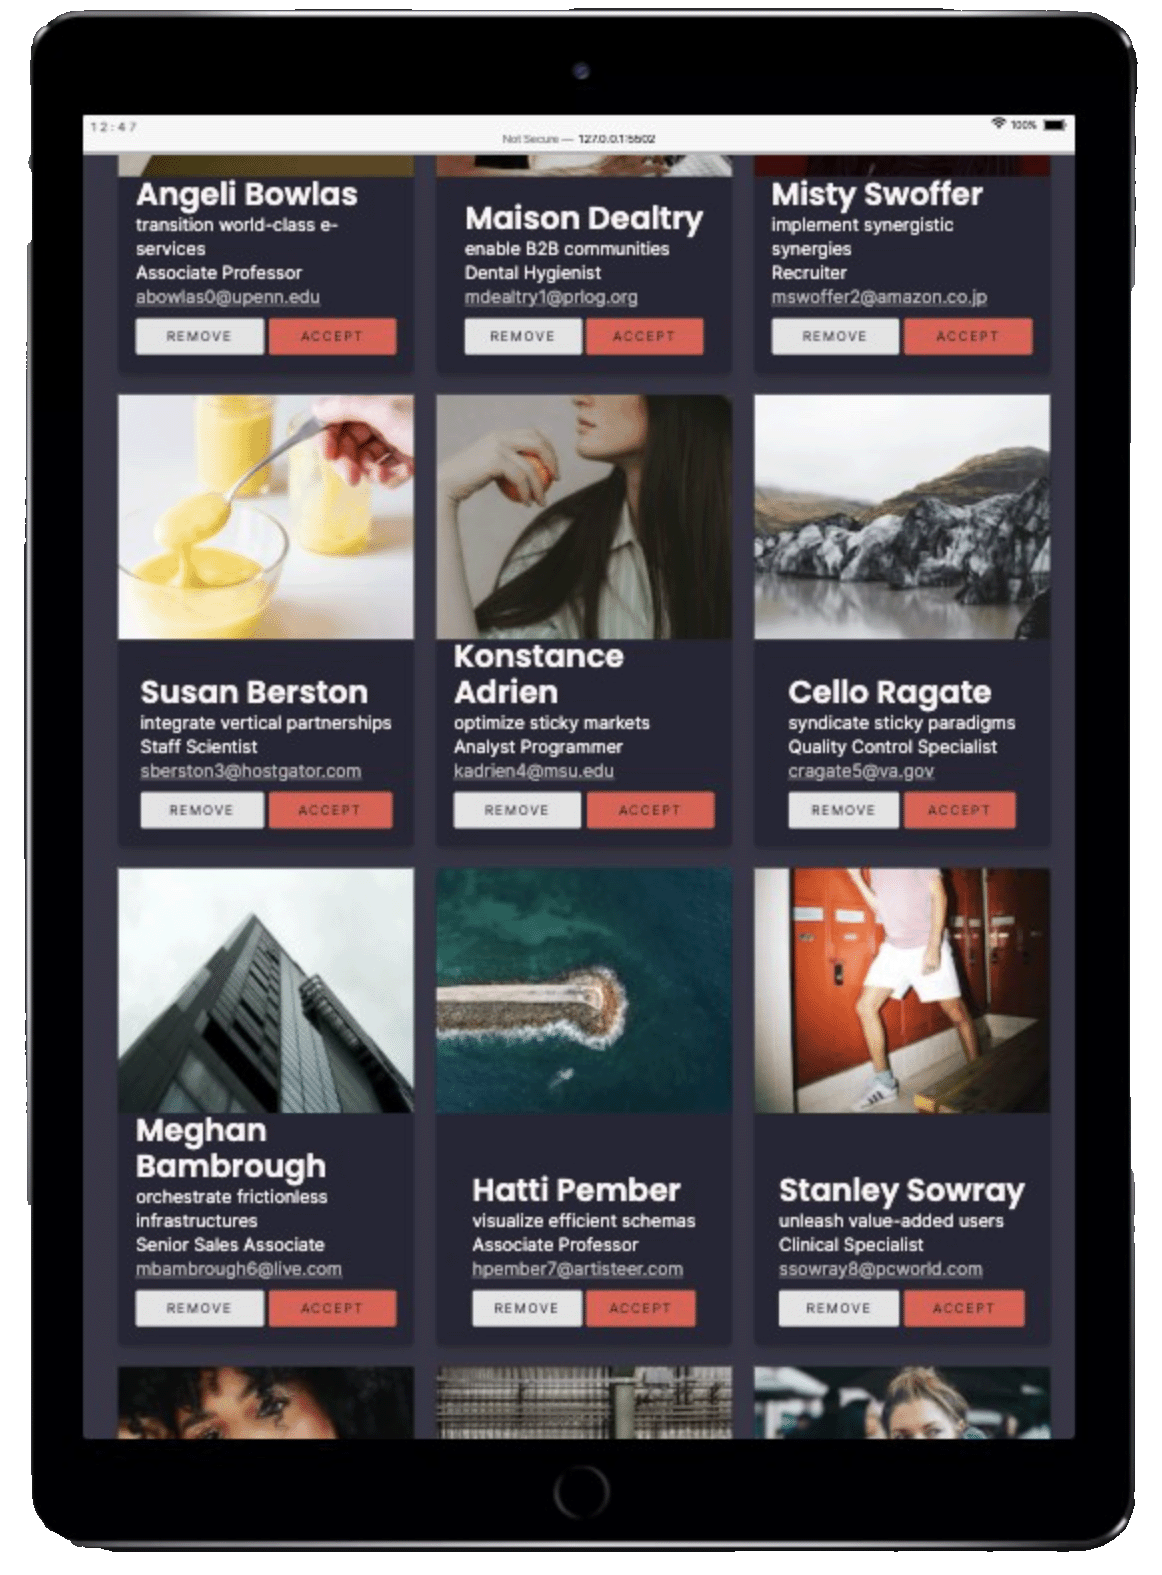 12:47
Not Secure — 127.0.0.1:5502
100%
Angeli Bowlas
transition world-class e-
services
Associate Professor
abowlas0@upenn.edu
REMOVE
ACCEPT
Maison Dealtry
enable B2B communities
Dental Hygienist
mdealtry1@prlog.org
REMOVE
ACCEPT
Misty Swoffer
implement synergistic
synergies
Recruiter
mswoffer2@amazon.co.jp
REMOVE
ACCEPT
Susan Berston
integrate vertical partnerships
Staff Scientist
sberston3@hostgator.com
REMOVE
ACCEPT
Konstance
Adrien
optimize sticky markets
Analyst Programmer
kadrien4@msu.edu
REMOVE
ACCEPT
Cello Ragate
syndicate sticky paradigms
Quality Control Specialist
cragate5@va.gov
REMOVE
ACCEPT
Meghan
Bambrough
orchestrate frictionless
infrastructures
Senior Sales Associate
mbambrough6@live.com
REMOVE
ACCEPT
Hatti Pember
visualize efficient schemas
Associate Professor
hpember7@artisteer.com
REMOVE
ACCEPT
Stanley Sowray
unleash value-added users
Clinical Specialist
ssowray8@pcworld.com
REMOVE
ACCEPT